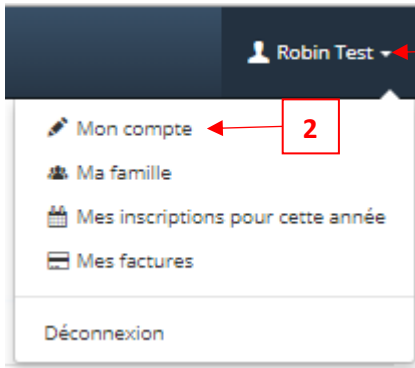 Robin Test
Mon compte
2
Ma famille
Mes inscriptions pour cette année
Mes factures
Déconnexion